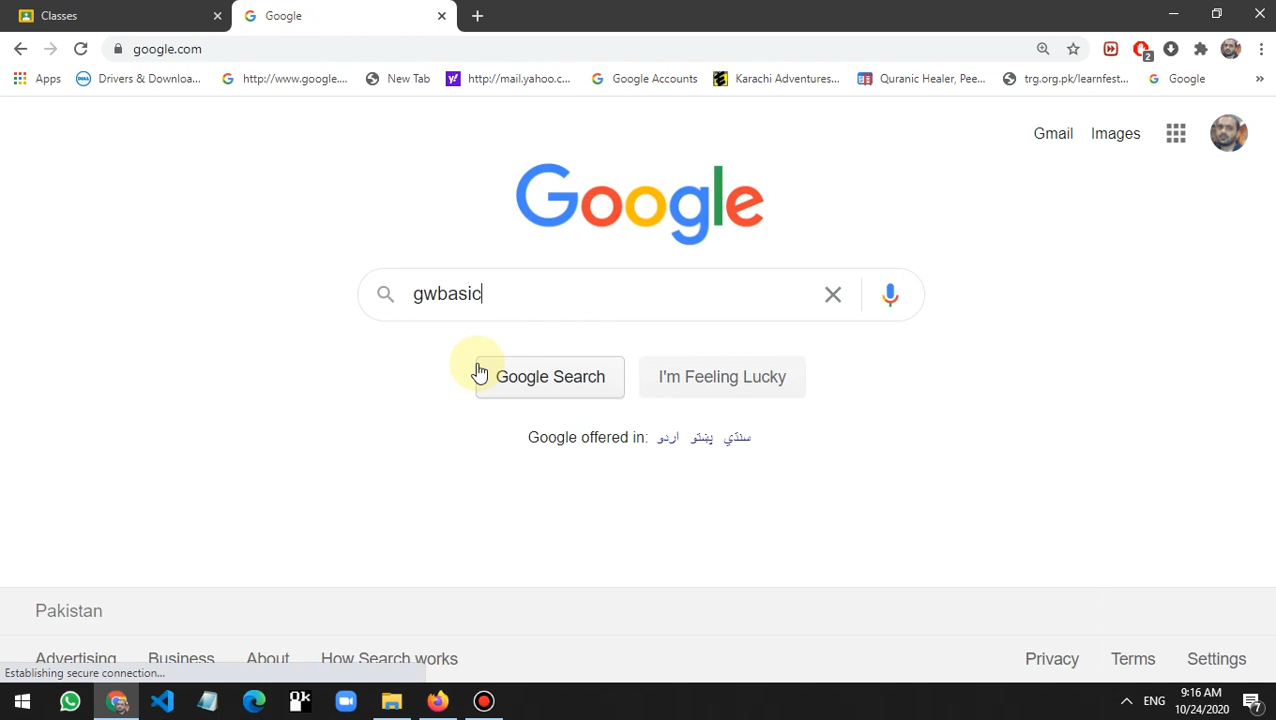 Classes
Google
google.com
2
Apps
Drivers & Downloa...
http://www.google....
New Tab
http://mail.yahoo.c...
Google Accounts
Karachi Adventures...
Quranic Healer, Pee...
trg.org.pk/learnfest...
Google
»
Gmail Images
Google
gwbasic
Google Search
I'm Feeling Lucky
Google offered in: اردو پښتو سنڌي
Pakistan
Advertising Business About How Search works
Privacy Terms Settings
Establishing secure connection...
Ok
ENG
9:16 AM
10/24/2020
7